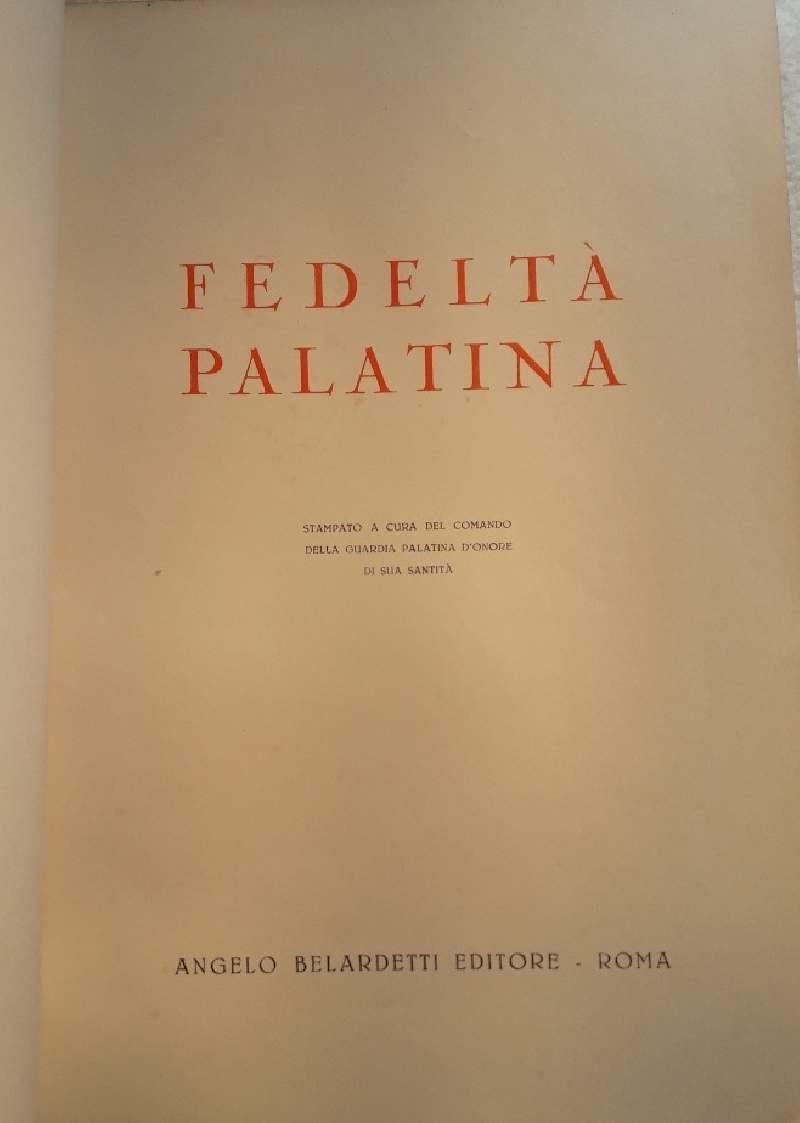 FEDELTÀ
PALATINA
STAMPATO A CURA DEL COMANDO
DELLA GUARDIA PALATINA D'ONORE
DI SUA SANTITÀ
ANGELO BELARDETTI EDITORE - ROMA